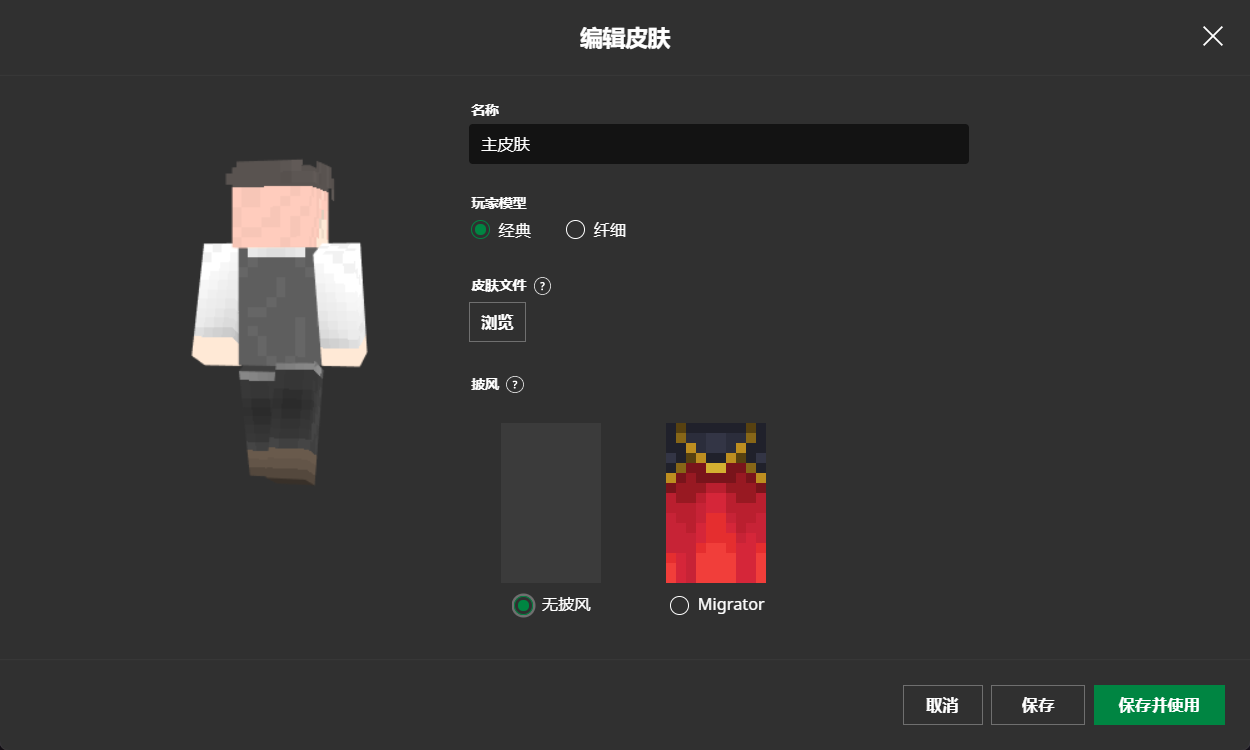 编辑皮肤
名称
主皮肤
玩家模型
经典 纤细
皮肤文件 ?
浏览
披风 ?
无披风 Migrator
取消 保存 保存并使用